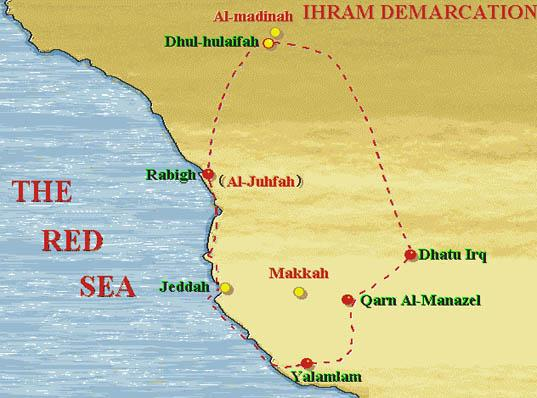 Al-madinah
IHRAM DEMARCATION
Dhul-hulaifah
Rabigh
(Al-Juhfah)
THE
RED
SEA
Dhatu Irq
Jeddah
Makkah
Qarn Al-Manazel
Yalamlam